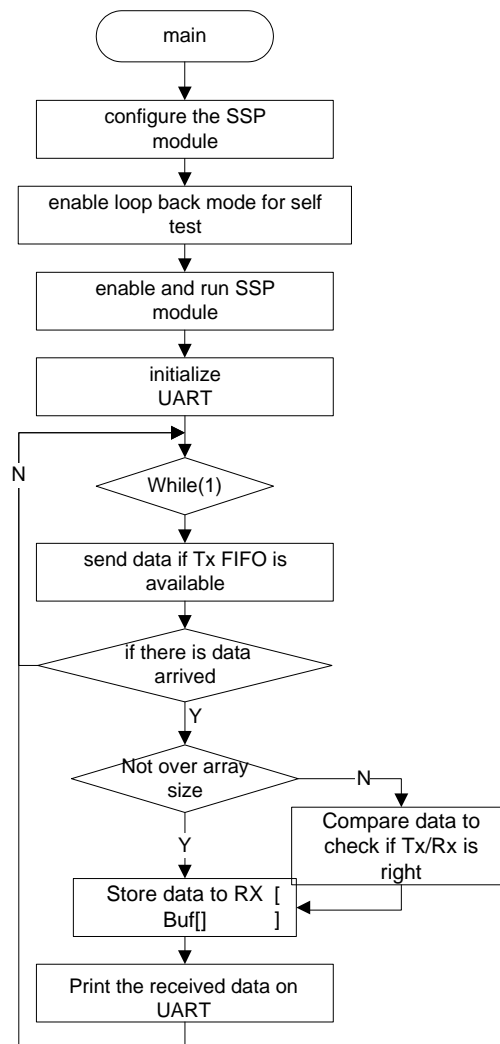 main
configure the SSP
module
enable loop back mode for self
test
enable and run SSP
module
initialize
UART
N
While(1)
send data if Tx FIFO is
available
if there is data
arrived
Y
Not over array
size
N
Y
Compare data to
check if Tx/Rx is
right
Store data to RX [
Buf[] ]
Print the received data on
UART